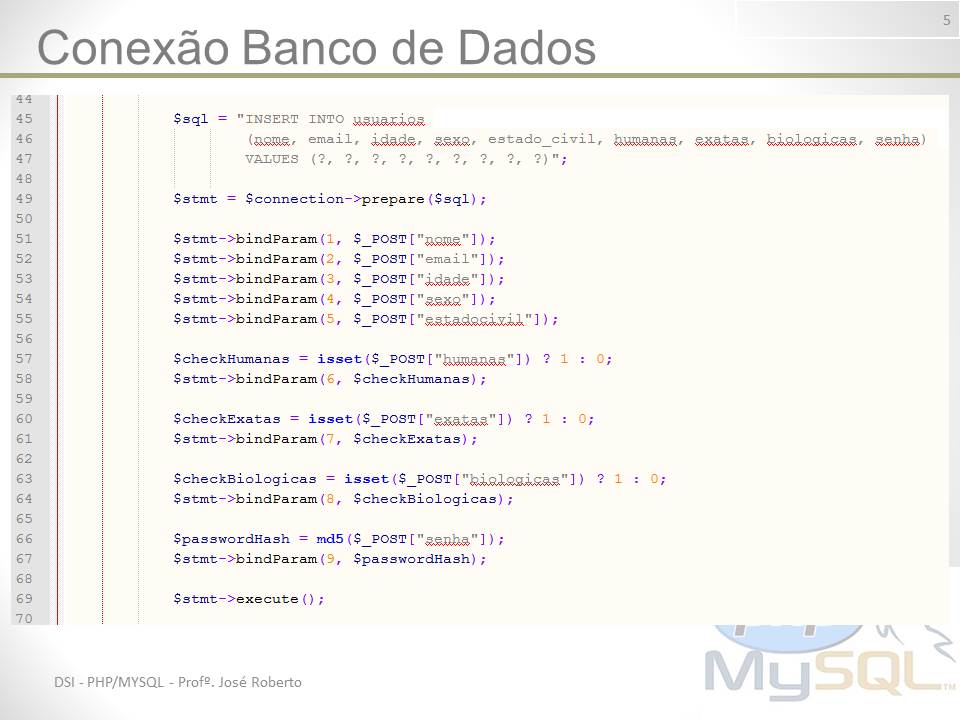 5
Conexão Banco de Dados
44
45 $sql = "INSERT INTO usuarios
46 (nome, email, idade, sexo, estado_civil, humanas, exatas, biologicas, senha)
47 VALUES (?, ?, ?, ?, ?, ?, ?, ?, ?)";
48
49 $stmt = $connection->prepare($sql);
50
51 $stmt->bindParam(1, $_POST["nome"]);
52 $stmt->bindParam(2, $_POST["email"]);
53 $stmt->bindParam(3, $_POST["idade"]);
54 $stmt->bindParam(4, $_POST["sexo"]);
55 $stmt->bindParam(5, $_POST["estadocivil"]);
56
57 $checkHumanas = isset($_POST["humanas"]) ? 1 : 0;
58 $stmt->bindParam(6, $checkHumanas);
59
60 $checkExatas = isset($_POST["exatas"]) ? 1 : 0;
61 $stmt->bindParam(7, $checkExatas);
62
63 $checkBiologicas = isset($_POST["biologicas"]) ? 1 : 0;
64 $stmt->bindParam(8, $checkBiologicas);
65
66 $passwordHash = md5($_POST["senha"]);
67 $stmt->bindParam(9, $passwordHash);
68
69 $stmt->execute();
70
MySQL™
DSI - PHP/MYSQL - Profº. José Roberto